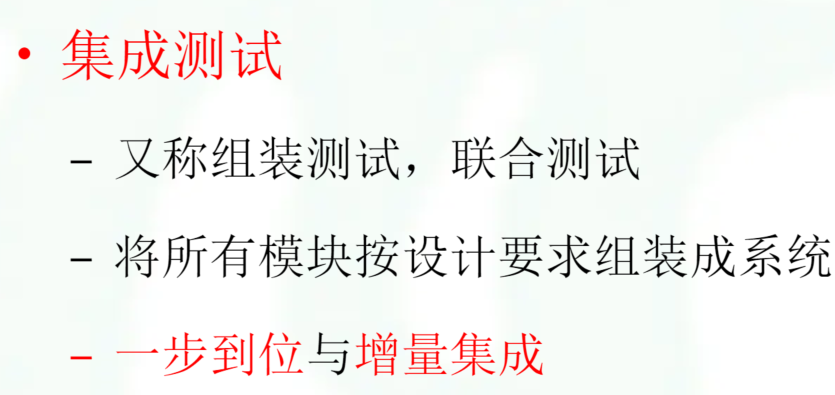 • 集成测试
– 又称组装测试，联合测试
– 将所有模块按设计要求组装成系统
– 一步到位与增量集成